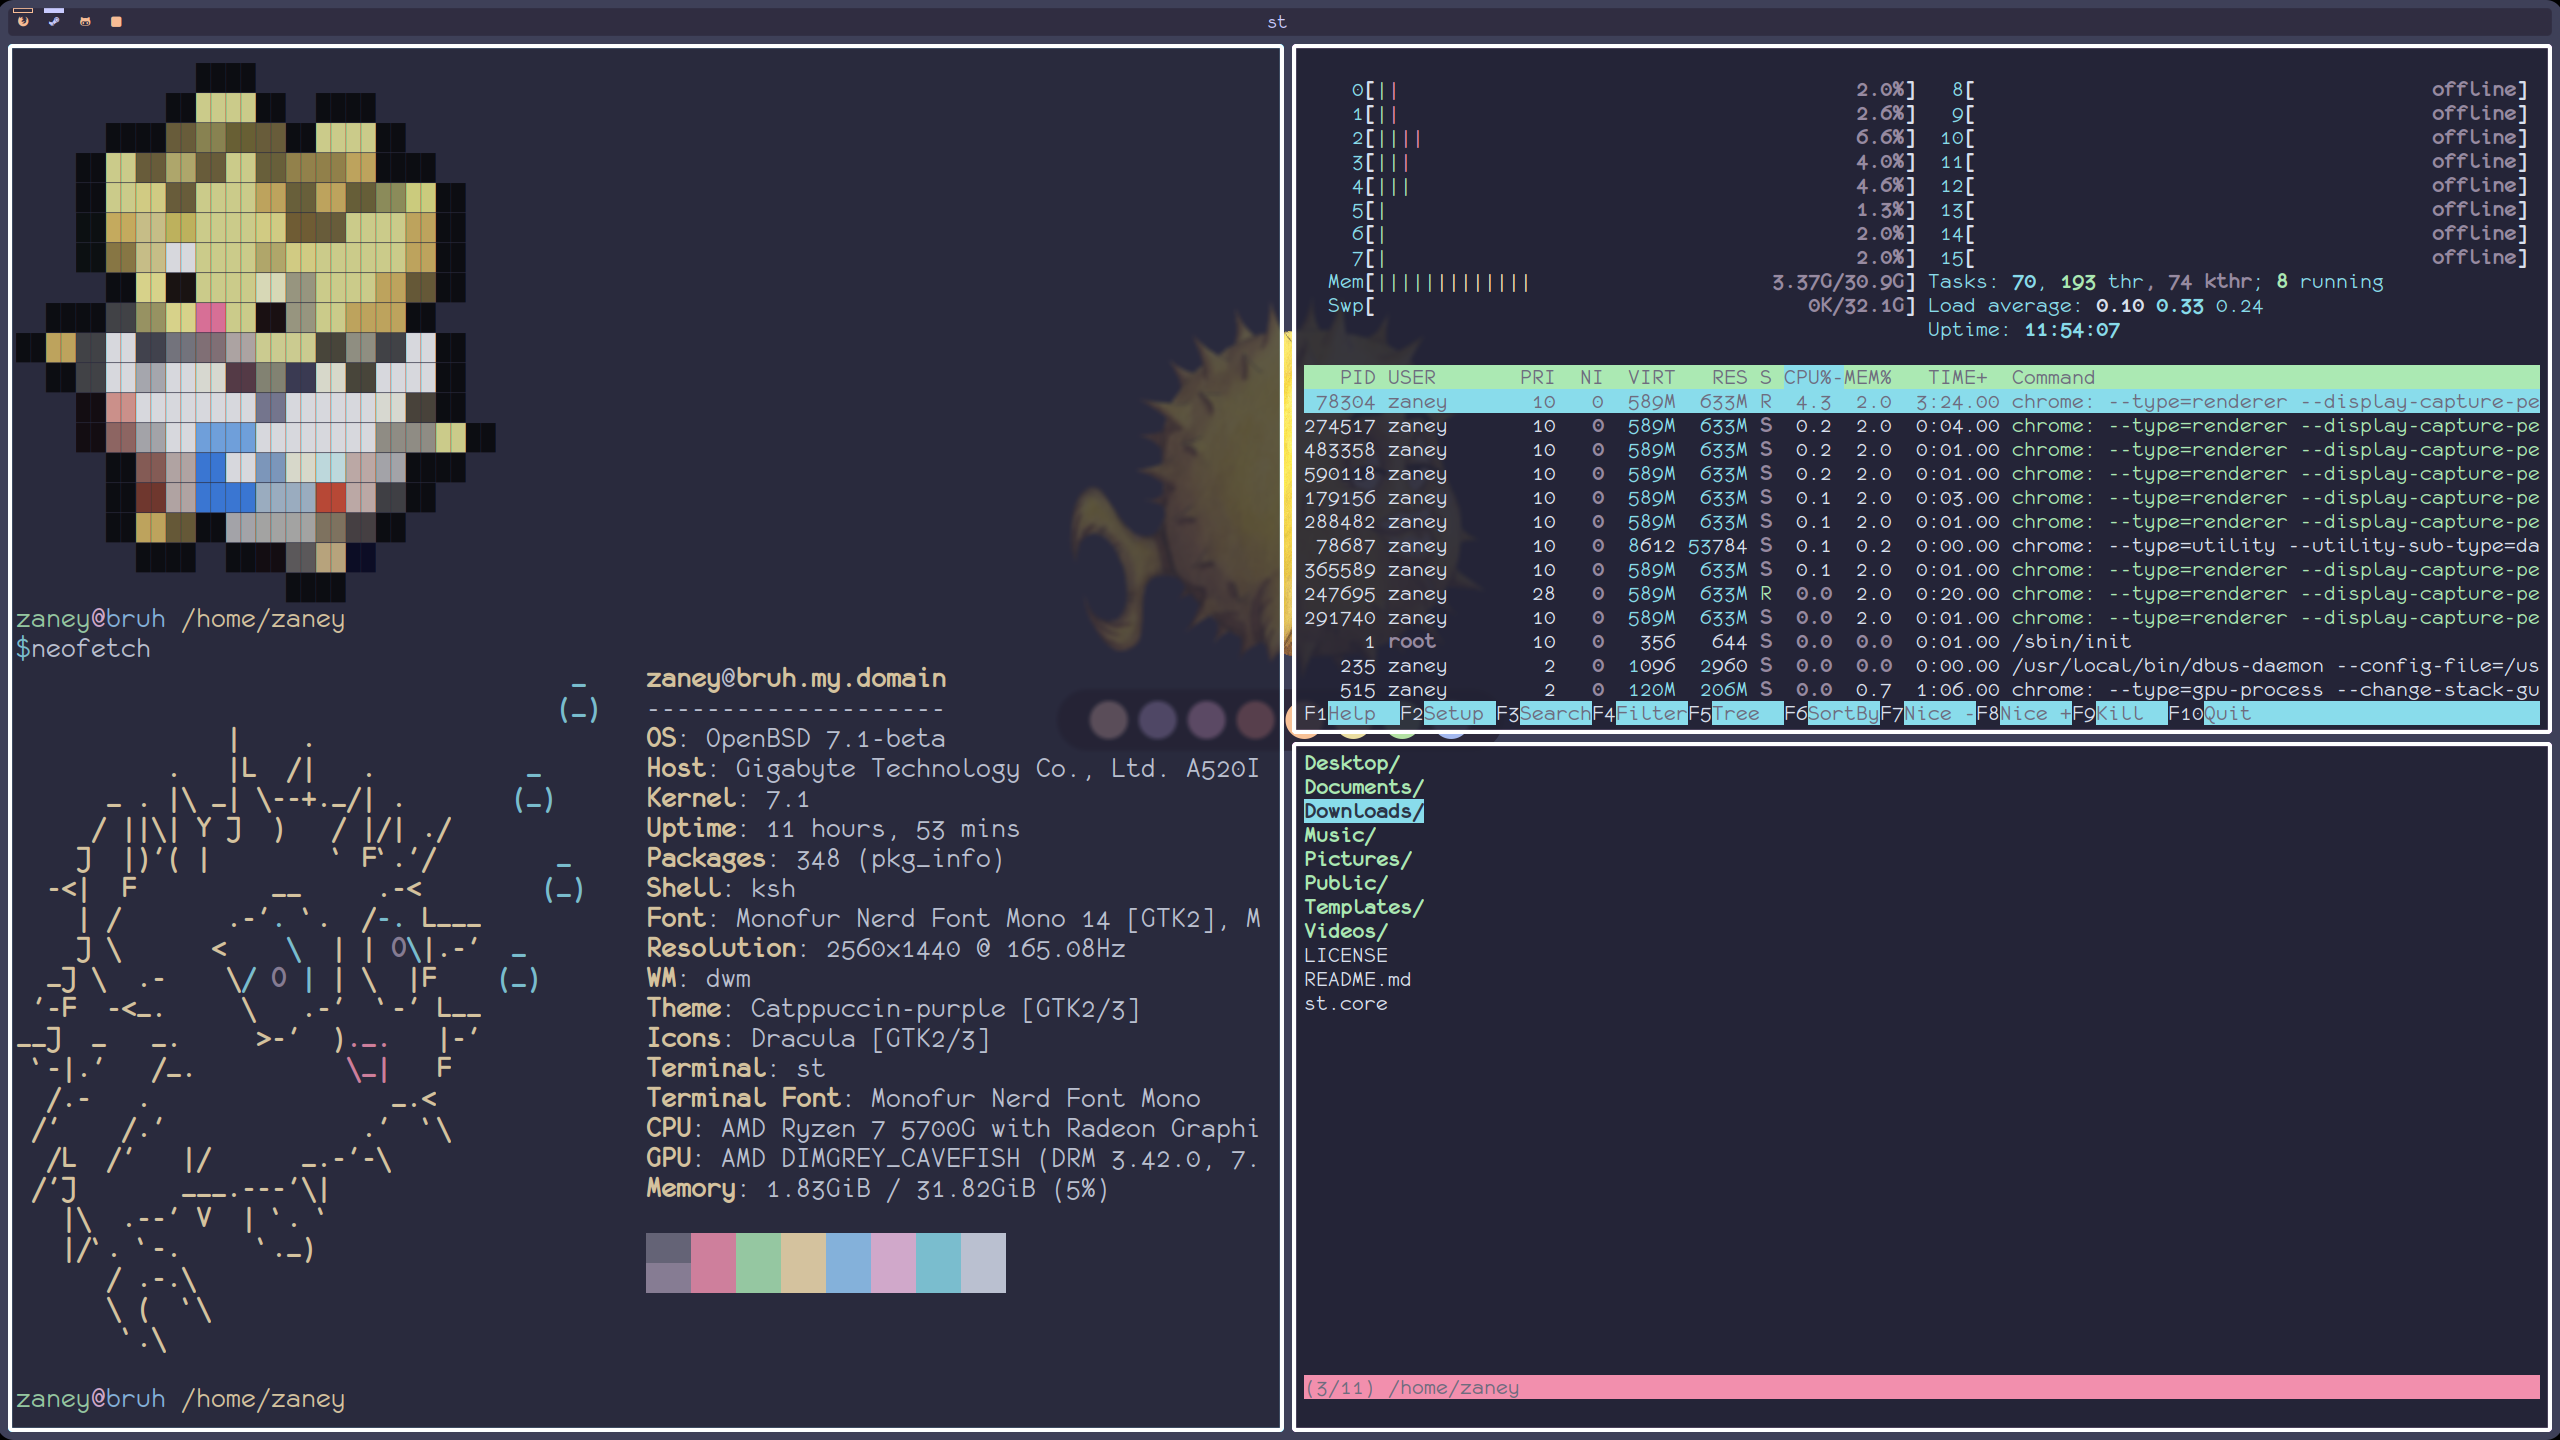 st
zaney@bruh /home/zaney
$neofetch
zaney@bruh.my.domain
--------------------
OS: OpenBSD 7.1-beta
Host: Gigabyte Technology Co., Ltd. A520I
Kernel: 7.1
Uptime: 11 hours, 53 mins
Packages: 348 (pkg_info)
Shell: ksh
Font: Monofur Nerd Font Mono 14 [GTK2], M
Resolution: 2560x1440 @ 165.08Hz
WM: dwm
Theme: Catppuccin-purple [GTK2/3]
Icons: Dracula [GTK2/3]
Terminal: st
Terminal Font: Monofur Nerd Font Mono
CPU: AMD Ryzen 7 5700G with Radeon Graphi
GPU: AMD DIMGREY_CAVEFISH (DRM 3.42.0, 7.
Memory: 1.83GiB / 31.82GiB (5%)
zaney@bruh /home/zaney
0[|| 2.0%] 8[ offline]
1[|| 2.6%] 9[ offline]
2[|||| 6.6%] 10[ offline]
3[||| 4.0%] 11[ offline]
4[||| 4.6%] 12[ offline]
5[| 1.3%] 13[ offline]
6[| 2.0%] 14[ offline]
7[| 2.0%] 15[ offline]
Mem[||||||||||||| 3.37G/30.9G] Tasks: 70, 193 thr, 74 kthr; 8 running
Swp[ 0K/32.1G] Load average: 0.10 0.33 0.24
Uptime: 11:54:07
PID USER PRI NI VIRT RES S CPU%-MEM% TIME+ Command
78304 zaney 10 0 589M 633M R 4.3 2.0 3:24.00 chrome: --type=renderer --display-capture-pe
274517 zaney 10 0 589M 633M S 0.2 2.0 0:04.00 chrome: --type=renderer --display-capture-pe
483358 zaney 10 0 589M 633M S 0.2 2.0 0:01.00 chrome: --type=renderer --display-capture-pe
590118 zaney 10 0 589M 633M S 0.2 2.0 0:01.00 chrome: --type=renderer --display-capture-pe
179156 zaney 10 0 589M 633M S 0.1 2.0 0:03.00 chrome: --type=renderer --display-capture-pe
288482 zaney 10 0 589M 633M S 0.1 2.0 0:01.00 chrome: --type=renderer --display-capture-pe
78687 zaney 10 0 8612 53784 S 0.1 0.2 0:00.00 chrome: --type=utility --utility-sub-type=da
365589 zaney 10 0 589M 633M S 0.1 2.0 0:01.00 chrome: --type=renderer --display-capture-pe
247695 zaney 28 0 589M 633M R 0.0 2.0 0:20.00 chrome: --type=renderer --display-capture-pe
291740 zaney 10 0 589M 633M S 0.0 2.0 0:01.00 chrome: --type=renderer --display-capture-pe
1 root 10 0 356 644 S 0.0 0.0 0:01.00 /sbin/init
235 zaney 2 0 1096 2960 S 0.0 0.0 0:00.00 /usr/local/bin/dbus-daemon --config-file=/us
515 zaney 2 0 120M 206M S 0.0 0.7 1:06.00 chrome: --type=gpu-process --change-stack-gu
F1Help F2Setup F3SearchF4FilterF5Tree F6SortByF7Nice -F8Nice +F9Kill F10Quit
Desktop/
Documents/
Downloads/
Music/
Pictures/
Public/
Templates/
Videos/
LICENSE
README.md
st.core
(3/11) /home/zaney